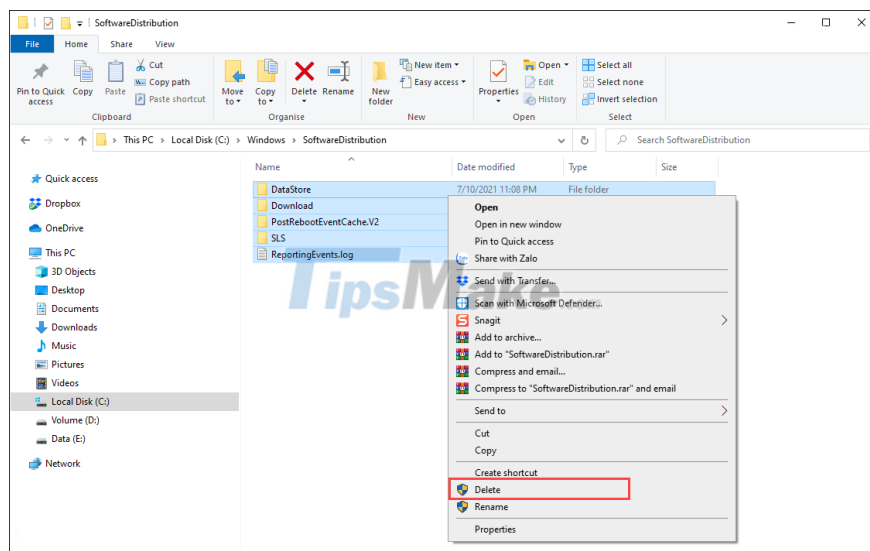 SoftwareDistribution
File Home Share View
Pin to Quick access
Copy
Paste
Cut
Copy path
Paste shortcut
Clipboard
Move to
Copy to
Delete
Rename
Organise
New folder
New item
Easy access
New
Properties
Open
Edit
History
Open
Select all
Select none
Invert selection
Select
This PC > Local Disk (C:) > Windows > SoftwareDistribution
Search SoftwareDistribution
Quick access
Dropbox
OneDrive
This PC
3D Objects
Desktop
Documents
Downloads
Music
Pictures
Videos
Local Disk (C:)
Volume (D:)
Data (E:)
Network
Name Date modified Type Size
DataStore 7/10/2021 11:08 PM File folder
Download
PostRebootEventCache.V2
SLS
ReportingEvents.log
TipsMake
Open
Open in new window
Pin to Quick access
Share with Zalo
Send with Transfer...
Scan with Microsoft Defender...
Snagit
Add to archive...
Add to "SoftwareDistribution.rar"
Compress and email...
Compress to "SoftwareDistribution.rar" and email
Send to
Cut
Copy
Create shortcut
Delete
Rename
Properties